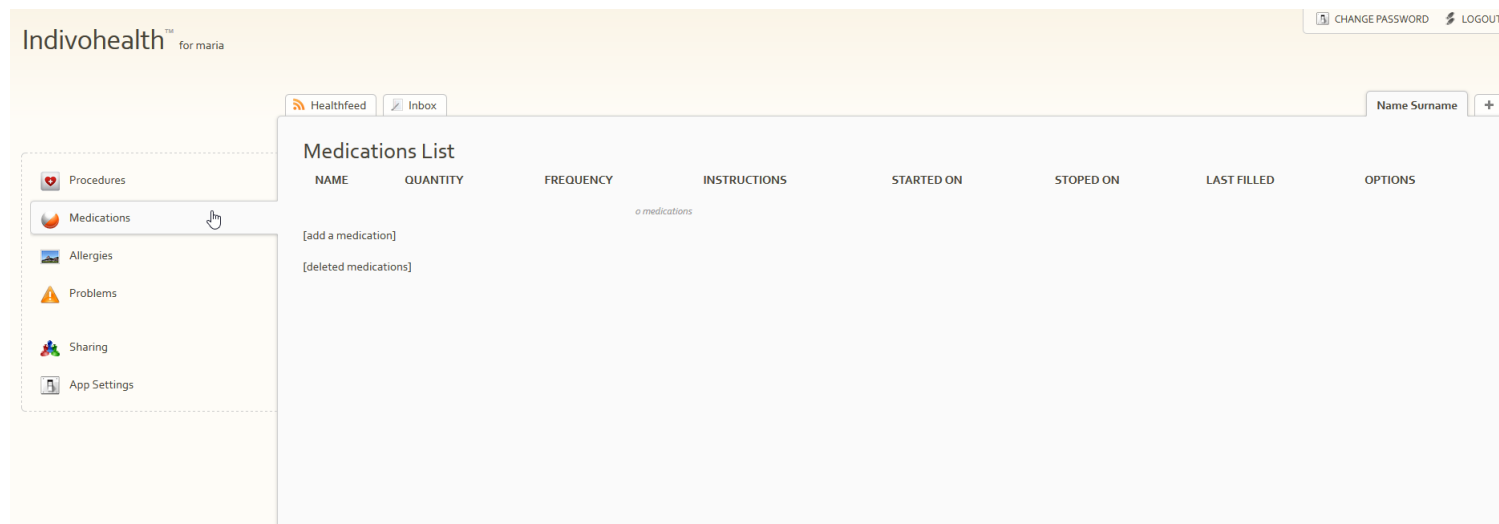 CHANGE PASSWORD LOGOUT
Indivohealth™ for maria
Healthfeed Inbox Name Surname +
Medications List
NAME QUANTITY FREQUENCY INSTRUCTIONS STARTED ON STOPED ON LAST FILLED OPTIONS
0 medications
[add a medication]
[deleted medications]
Procedures
Medications
Allergies
Problems
Sharing
App Settings